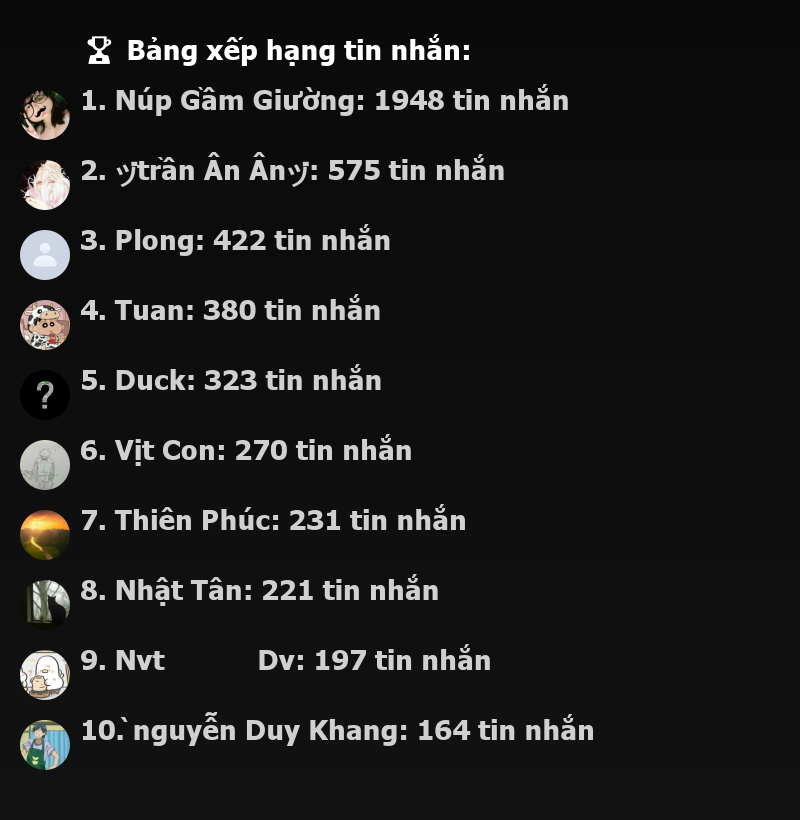 🏆 Bảng xếp hạng tin nhắn:
1. Núp Gầm Giường: 1948 tin nhắn
2. ッtrần Ân Ânッ: 575 tin nhắn
3. Plong: 422 tin nhắn
4. Tuan: 380 tin nhắn
5. Duck: 323 tin nhắn
?
6. Vịt Con: 270 tin nhắn
7. Thiên Phúc: 231 tin nhắn
8. Nhật Tân: 221 tin nhắn
9. Nvt Dv: 197 tin nhắn
10.̀ nguyễn Duy Khang: 164 tin nhắn